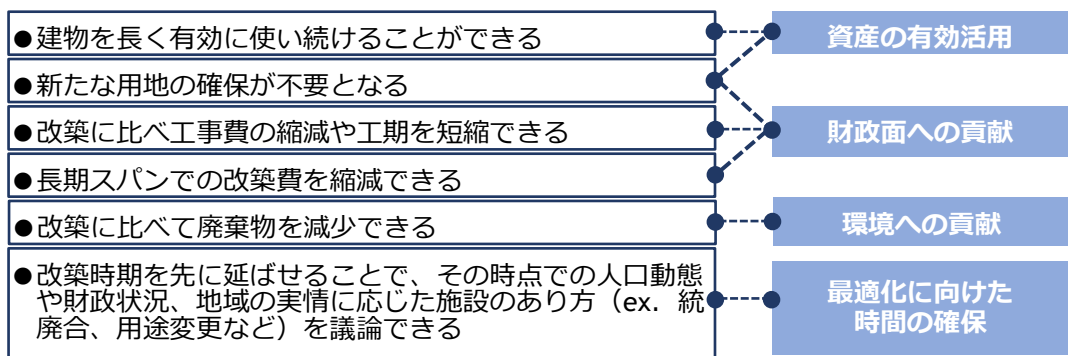 ●建物を長く有効に使い続けることができる
●新たな用地の確保が不要となる
●改築に比べ工事費の縮減や工期を短縮できる
●長期スパンでの改築費を縮減できる
●改築に比べて廃棄物を減少できる
●改築時期を先に延ばせることで、その時点での人口動態
や財政状況、地域の実情に応じた施設のあり方（ex. 統
廃合、用途変更など）を議論できる
資産の有効活用
財政面への貢献
環境への貢献
最適化に向けた
時間の確保